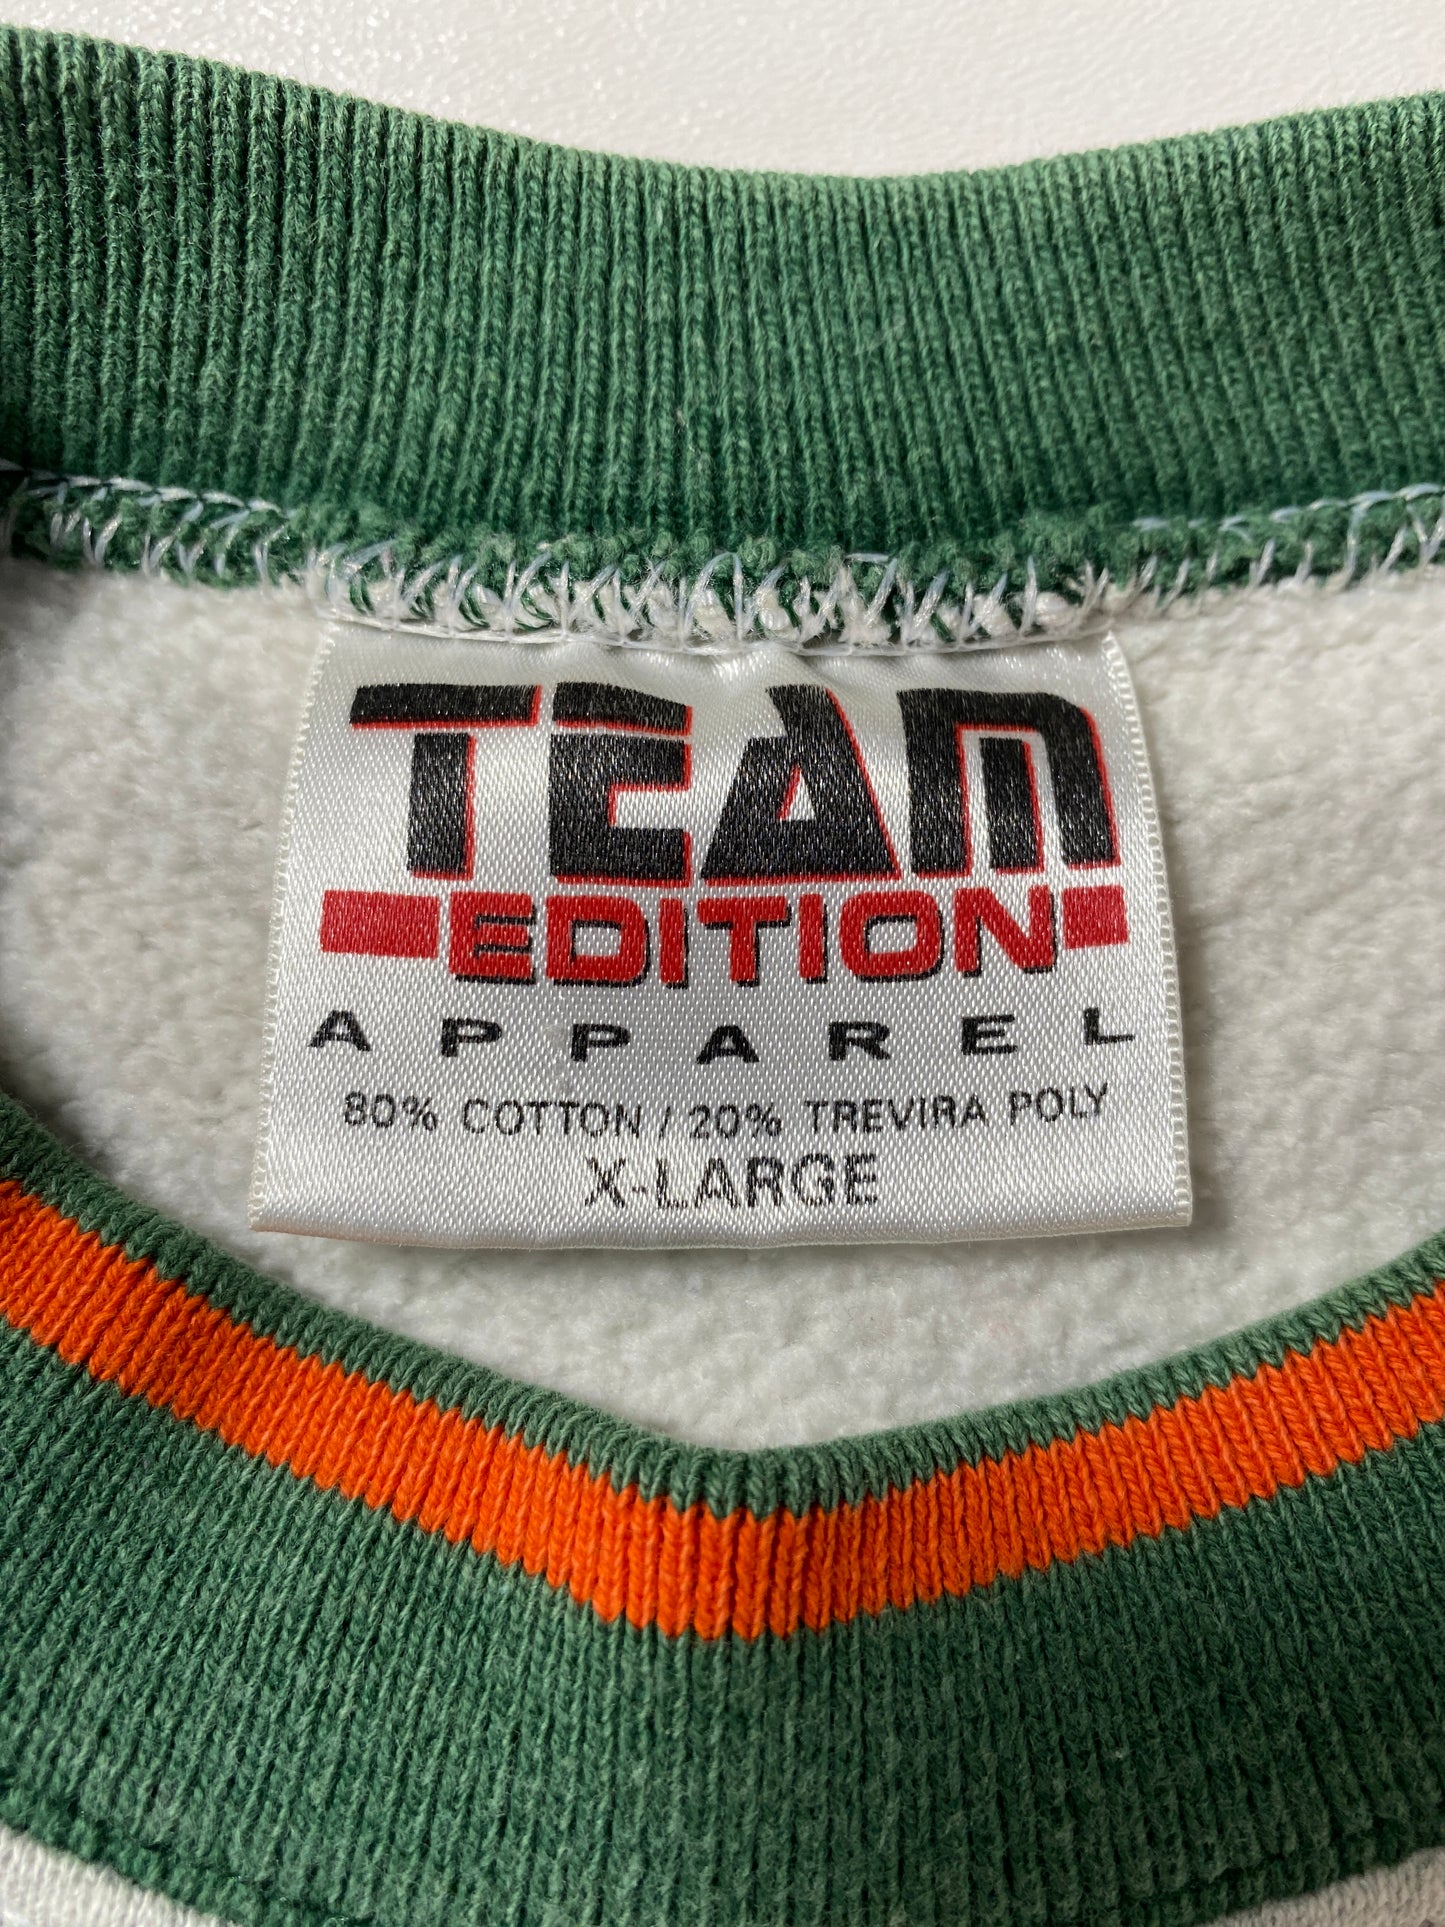 TEAM
EDITION
APPAREL
80% COTTON / 20% TREVIRA POLY
X-LARGE